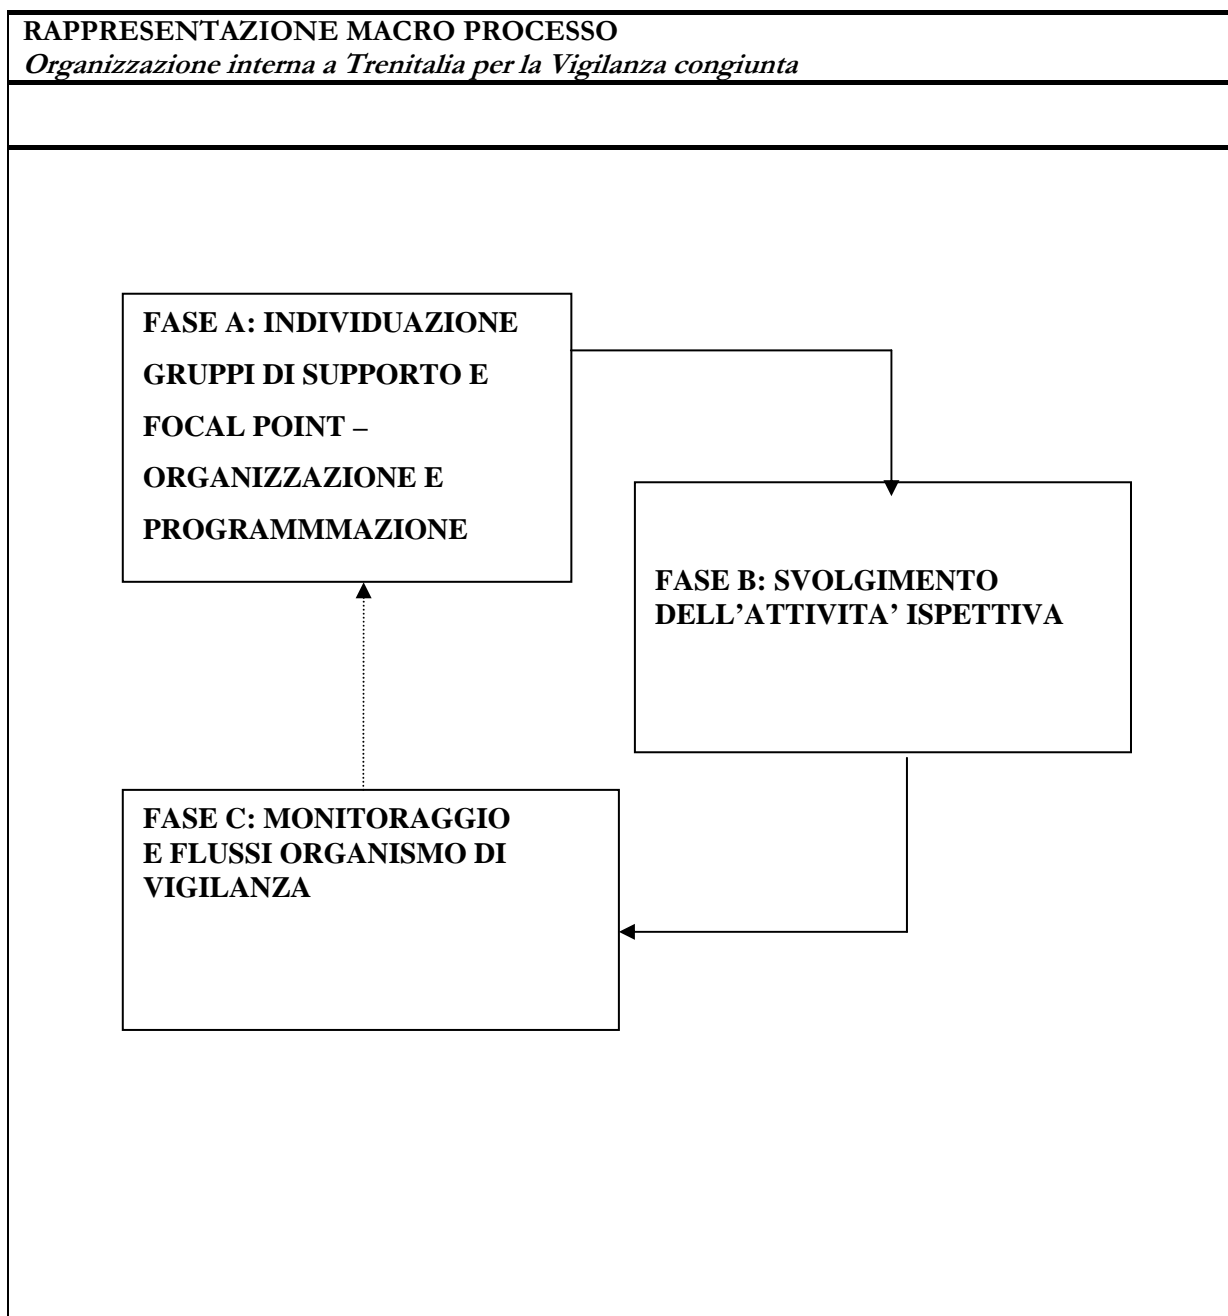 RAPPRESENTAZIONE MACRO PROCESSO
Organizzazione interna a Trenitalia per la Vigilanza congiunta
FASE A: INDIVIDUAZIONE
GRUPPI DI SUPPORTO E
FOCAL POINT –
ORGANIZZAZIONE E
PROGRAMMMAZIONE
FASE B: SVOLGIMENTO
DELL’ATTIVITA’ ISPETTIVA
FASE C: MONITORAGGIO
E FLUSSI ORGANISMO DI
VIGILANZA